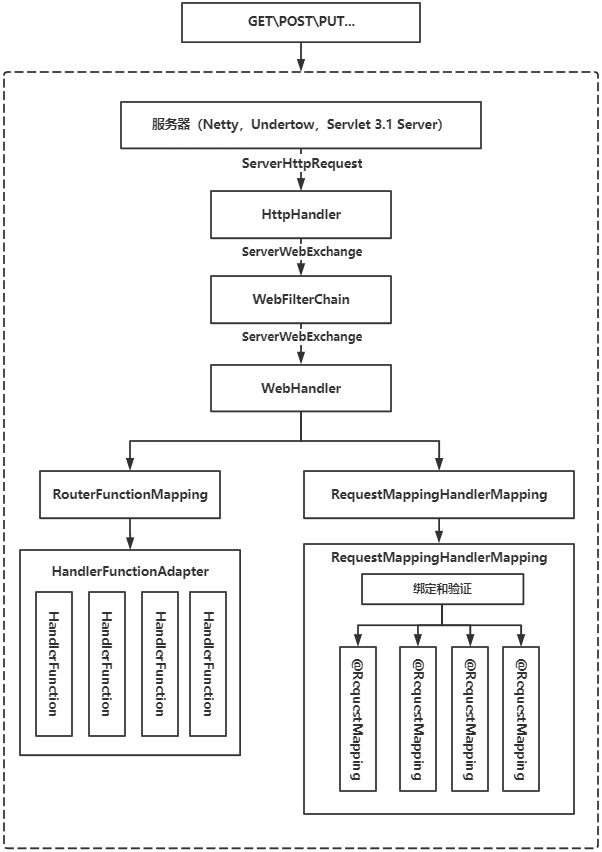 GET\POST\PUT...
服务器（Netty，Undertow，Servlet 3.1 Server）
ServerHttpRequest
HttpHandler
ServerWebExchange
WebFilterChain
ServerWebExchange
WebHandler
RouterFunctionMapping
RequestMappingHandlerMapping
HandlerFunctionAdapter
HandlerFunction
HandlerFunction
HandlerFunction
HandlerFunction
RequestMappingHandlerMapping
绑定和验证
@RequestMapping
@RequestMapping
@RequestMapping
@RequestMapping